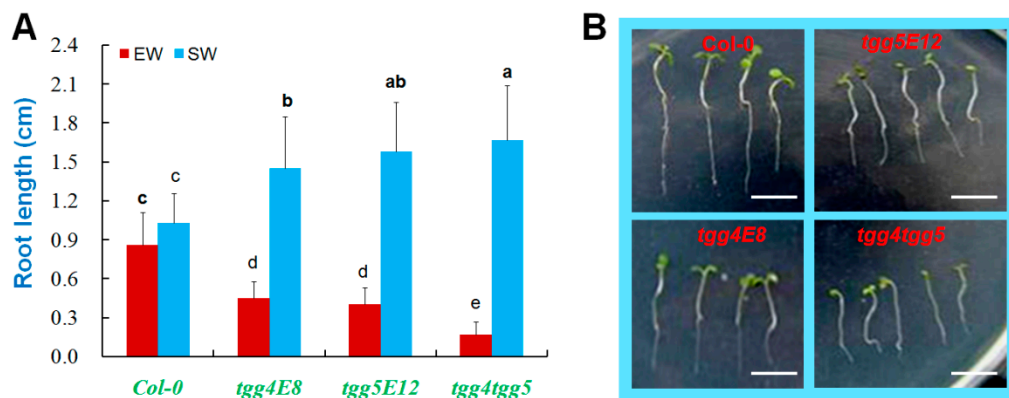 A
Root length (cm)
2.4
2.1
1.8
1.5
1.2
0.9
0.6
0.3
0.0
EW SW
c c d b d ab e a
Col-0 tgg4E8 tgg5E12 tgg4tgg5
B
Col-0 tgg5E12
tgg4E8 tgg4tgg5